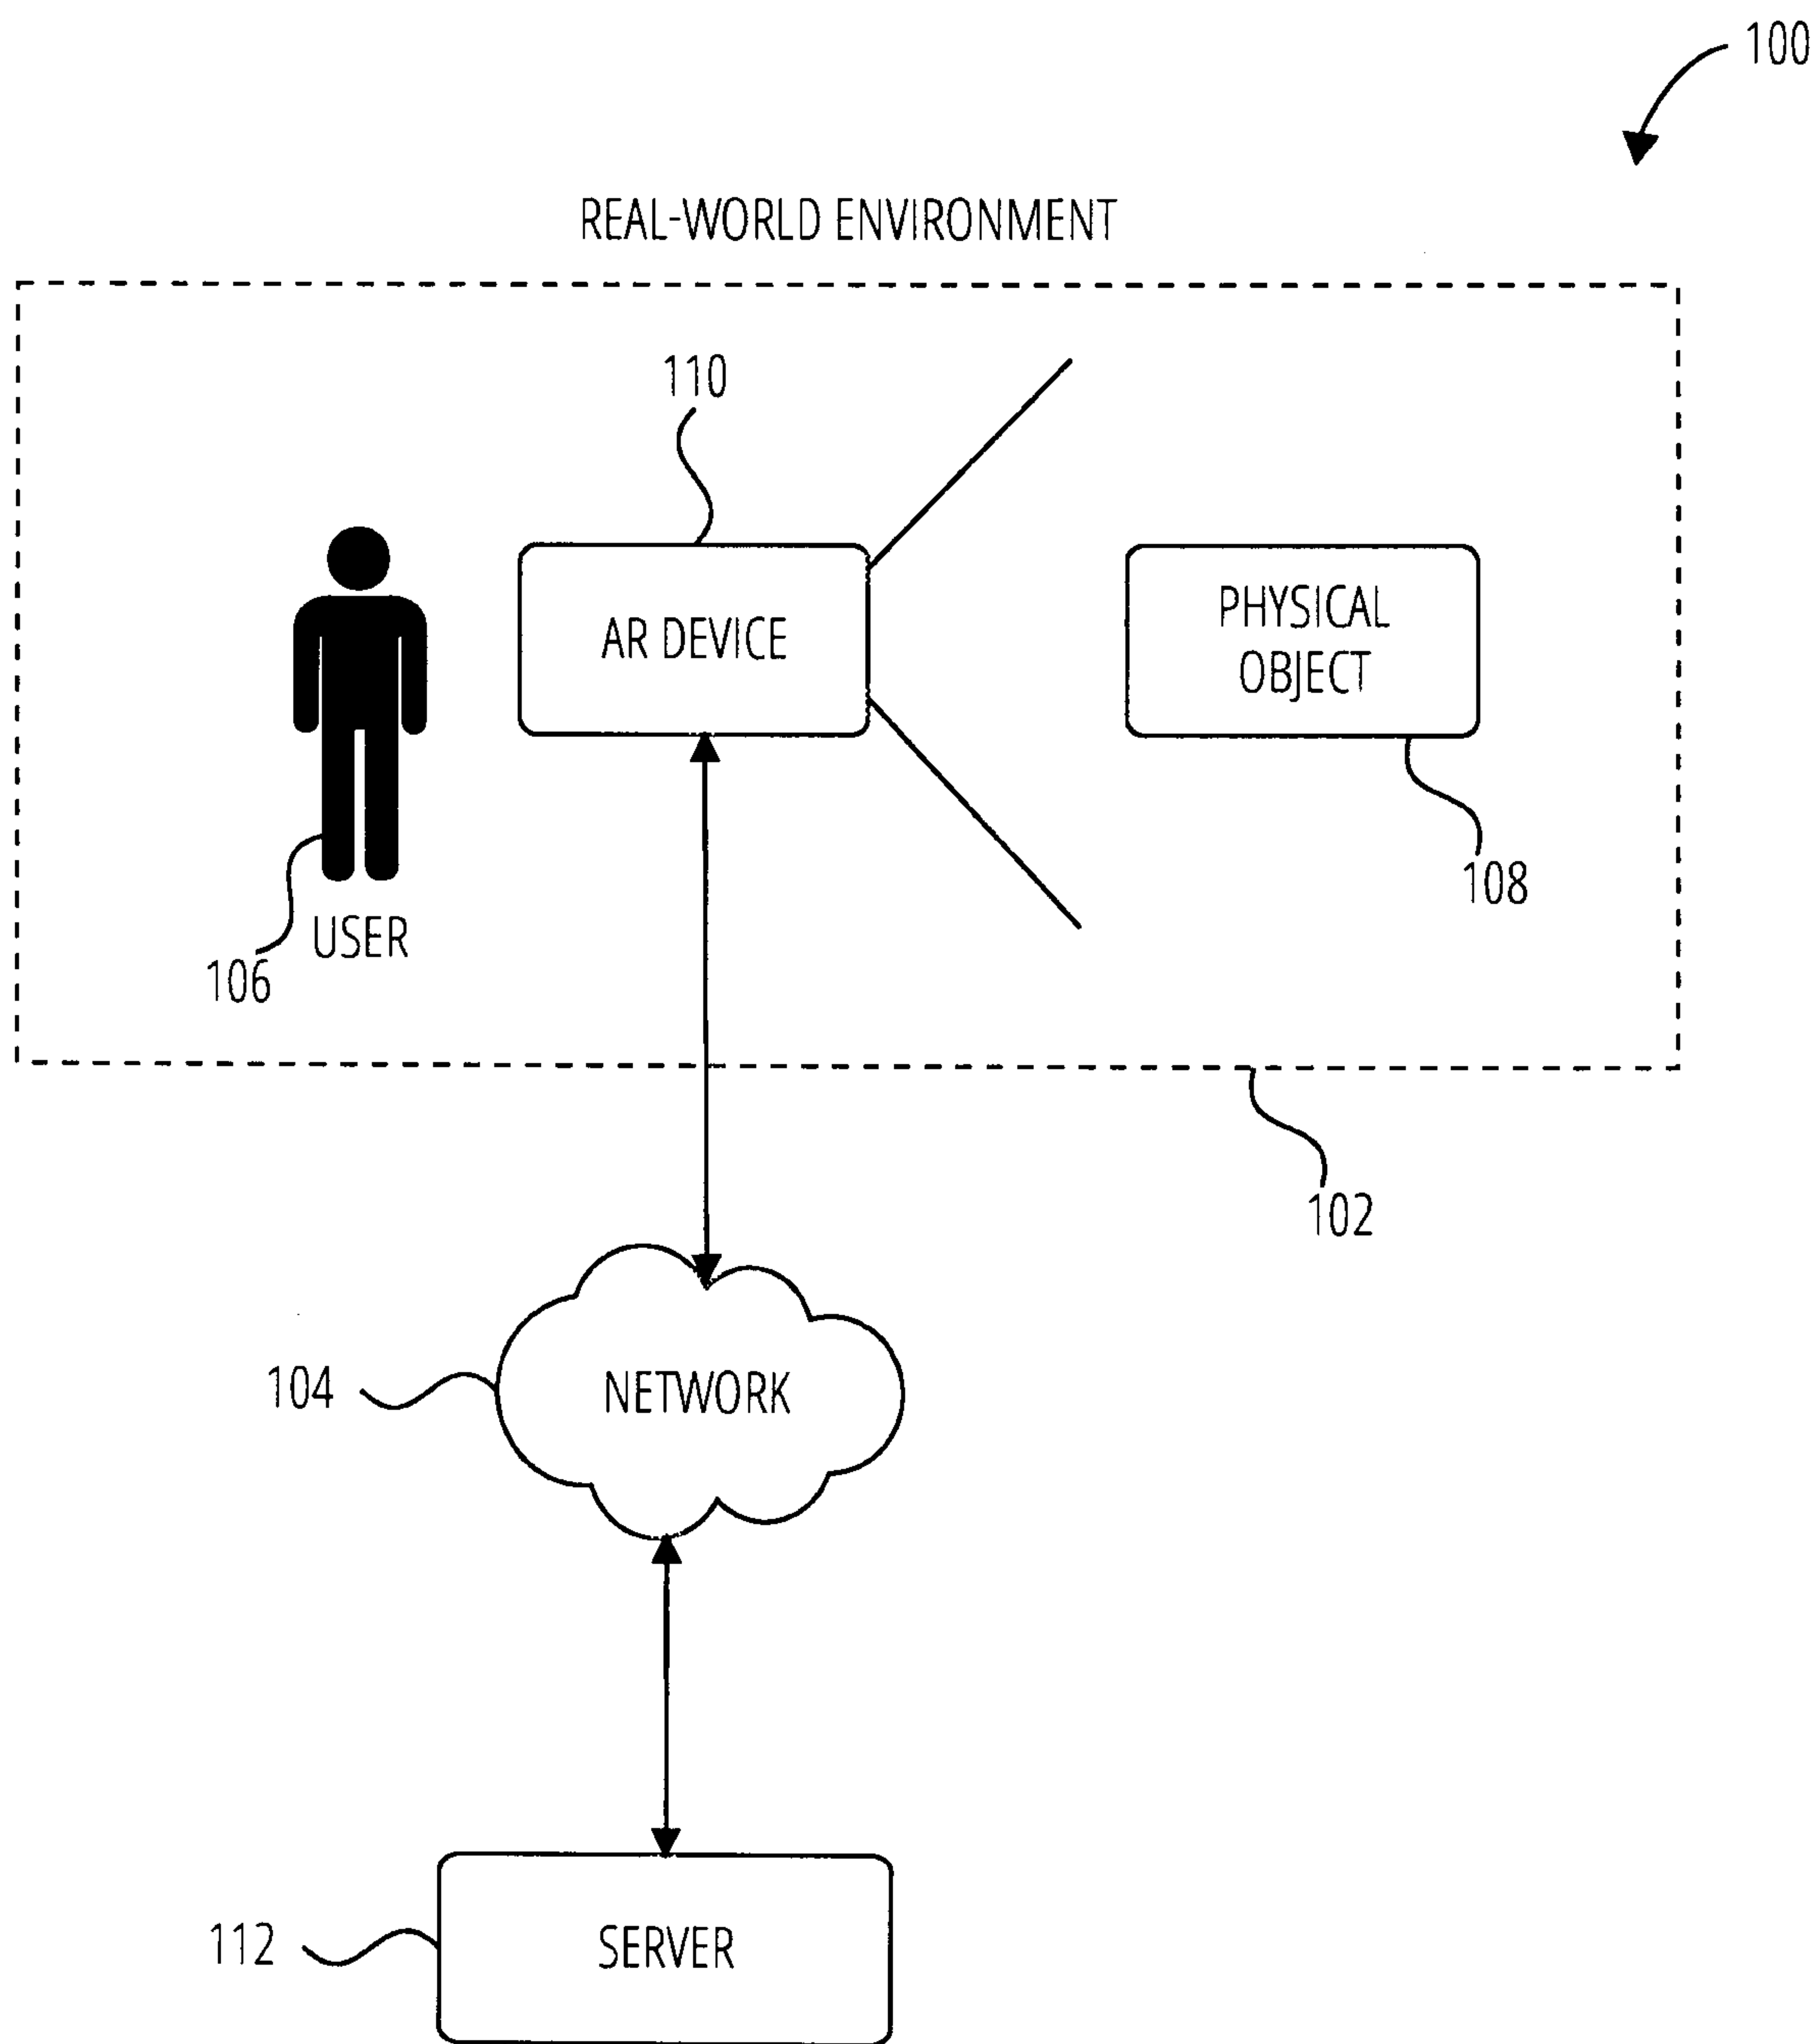 100
REAL-WORLD ENVIRONMENT
110
AR DEVICE
PHYSICAL
OBJECT
108
USER
106
102
104
NETWORK
112
SERVER